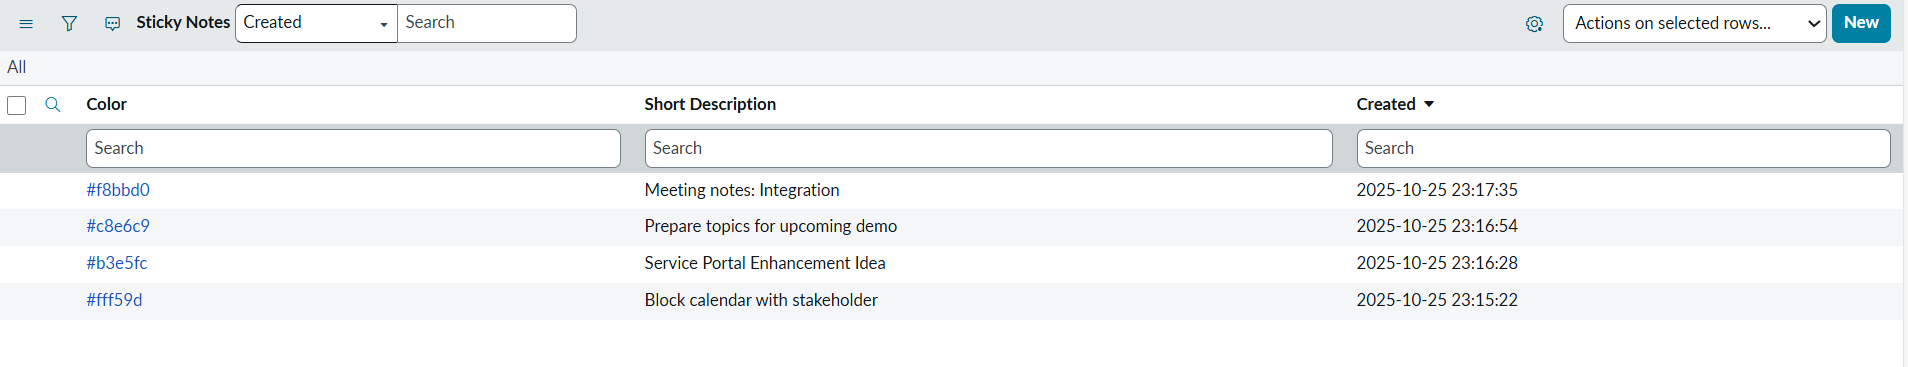 Sticky Notes Created Search Actions on selected rows... New
All
Color Short Description Created
Search Search Search
#f8bbd0 Meeting notes: Integration 2025-10-25 23:17:35
#c8e6c9 Prepare topics for upcoming demo 2025-10-25 23:16:54
#b3e5fc Service Portal Enhancement Idea 2025-10-25 23:16:28
#fff59d Block calendar with stakeholder 2025-10-25 23:15:22